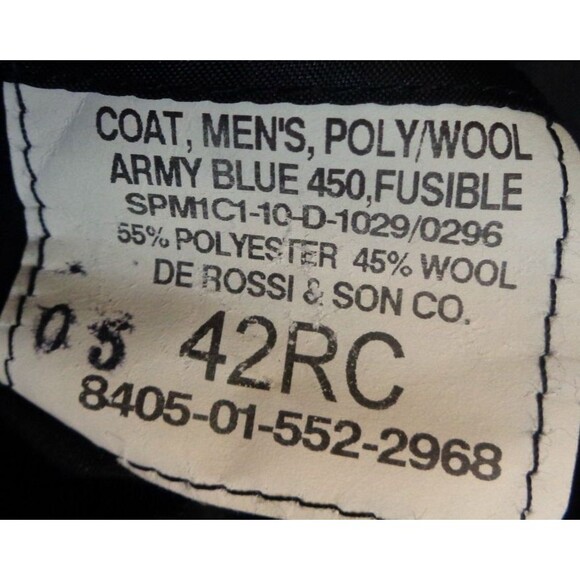 COAT, MEN'S, POLY/WOOL
ARMY BLUE 450,FUSIBLE
SPM1C1-10-D-1029/0296
55% POLYESTER 45% WOOL
DE ROSSI & SON CO.
05 42RC
8405-01-552-2968